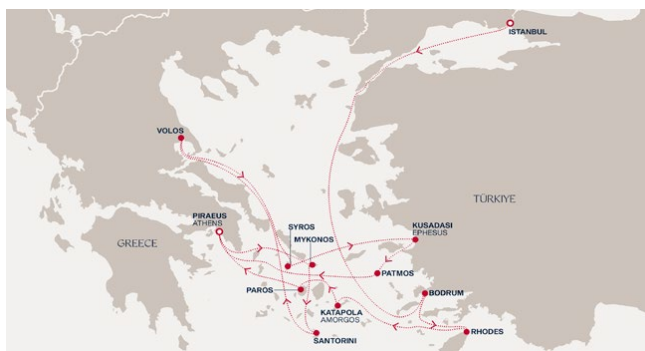 ISTANBUL
VOLOS
TÜRKIYE
PIRAEUS
ATHENS
SYROS
KUSADASI
EPHESUS
MYKONOS
GREECE
PATMOS
PAROS
BODRUM
KATAPOLA
AMORGOS
RHODES
SANTORINI